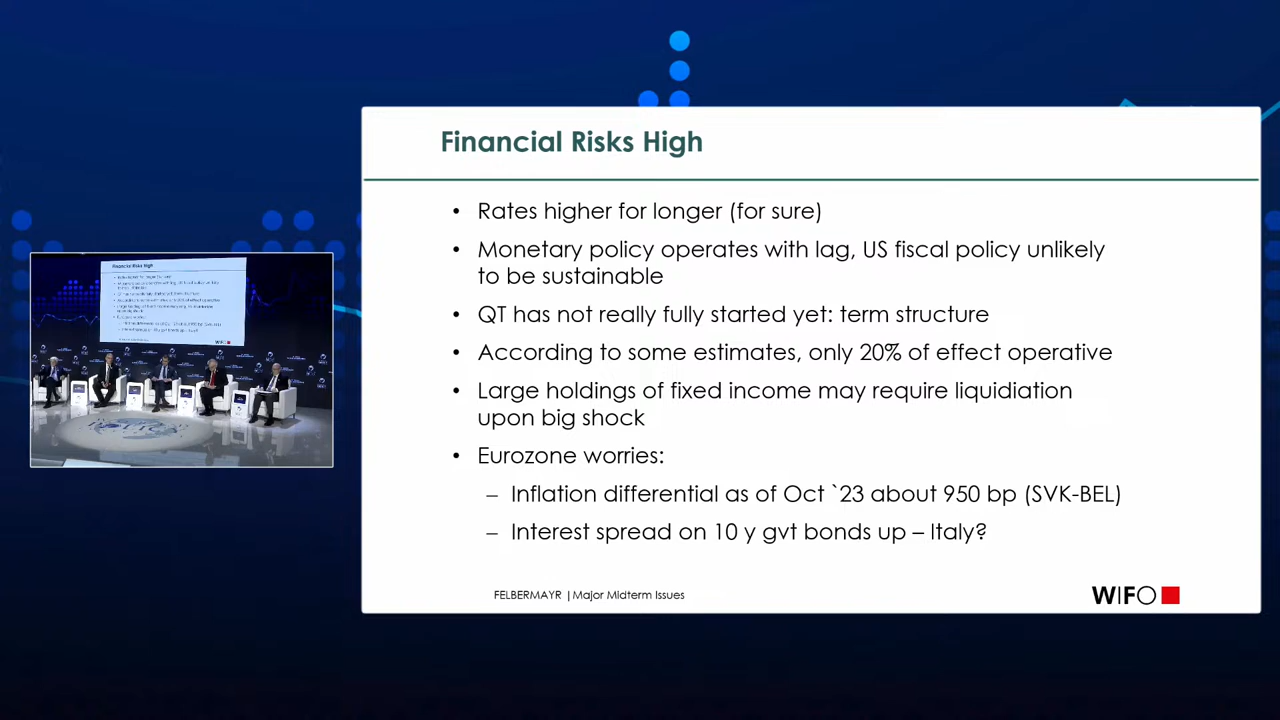 Financial Risks High
• Rates higher for longer (for sure)
• Monetary policy operates with lag, US fiscal policy unlikely
to be sustainable
• QT has not really fully started yet: term structure
• According to some estimates, only 20% of effect operative
• Large holdings of fixed income may require liquidiation
upon big shock
• Eurozone worries:
– Inflation differential as of Oct `23 about 950 bp (SVK-BEL)
– Interest spread on 10 y gvt bonds up – Italy?
FELBERMAYR | Major Midterm Issues
WIFO
Financial Risks High